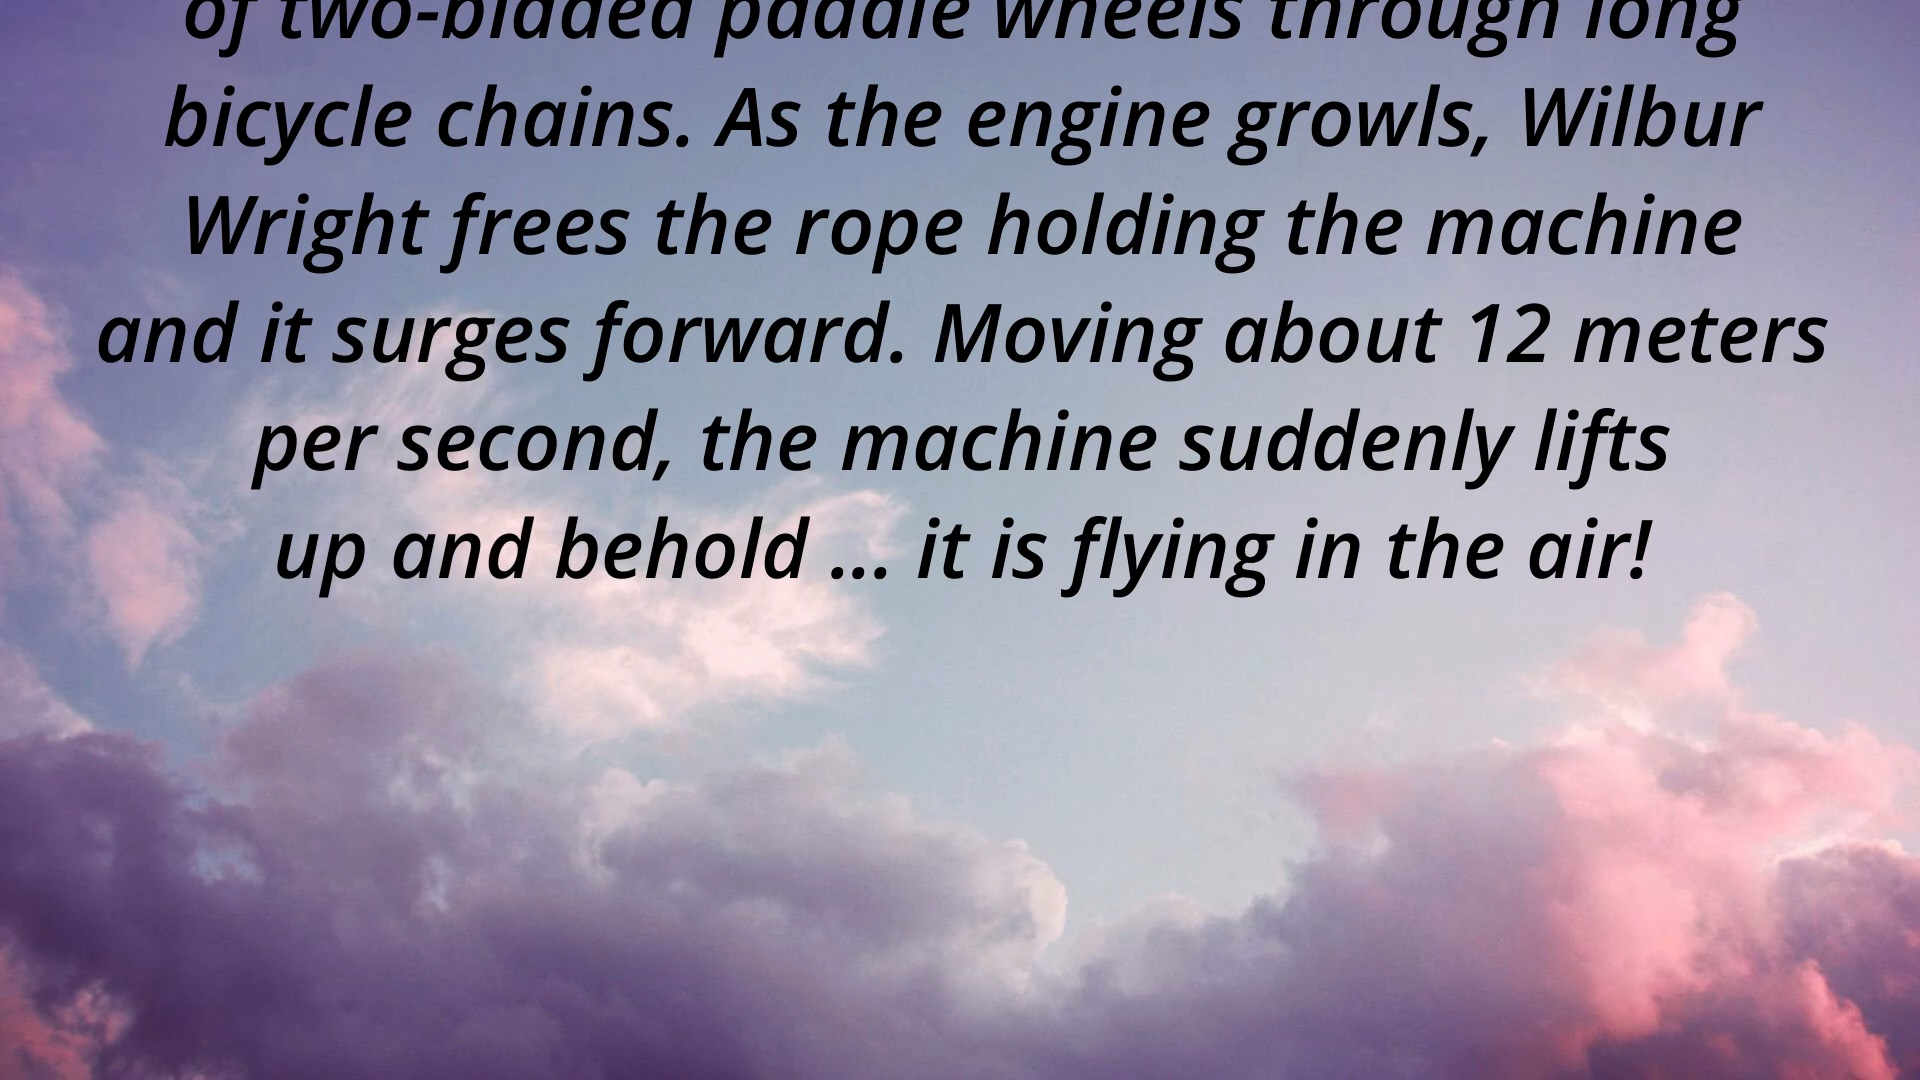 of two-bladed paddle wheels through long
bicycle chains. As the engine growls, Wilbur
Wright frees the rope holding the machine
and it surges forward. Moving about 12 meters
per second, the machine suddenly lifts
up and behold ... it is flying in the air!